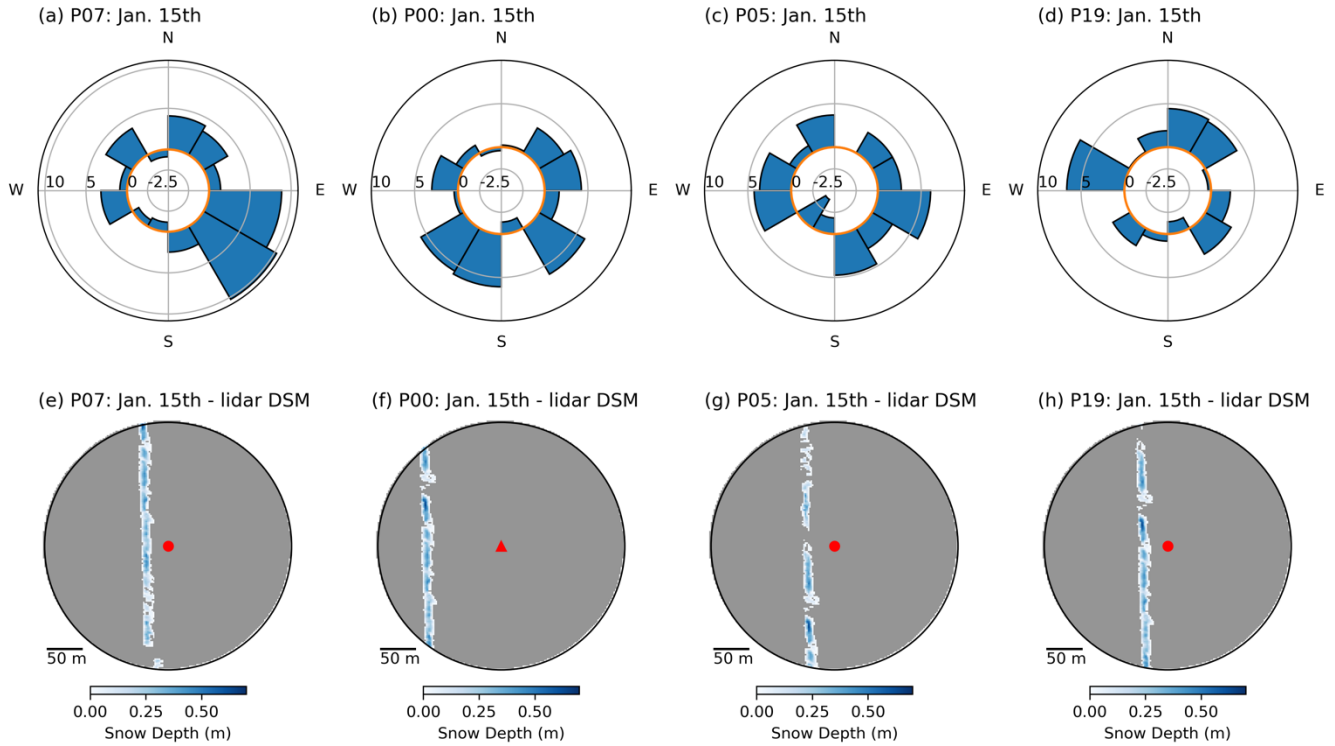 (a) P07: Jan. 15th
(b) P00: Jan. 15th
(c) P05: Jan. 15th
(d) P19: Jan. 15th
N
N
N
N
W
10
5
0
-2.5
E
W
10
5
0
-2.5
E
W
10
5
0
-2.5
E
W
10
5
0
-2.5
E
S
S
S
S
(e) P07: Jan. 15th - lidar DSM
(f) P00: Jan. 15th - lidar DSM
(g) P05: Jan. 15th - lidar DSM
(h) P19: Jan. 15th - lidar DSM
50 m
50 m
50 m
50 m
0.00 0.25 0.50
0.00 0.25 0.50
0.00 0.25 0.50
0.00 0.25 0.50
Snow Depth (m)
Snow Depth (m)
Snow Depth (m)
Snow Depth (m)